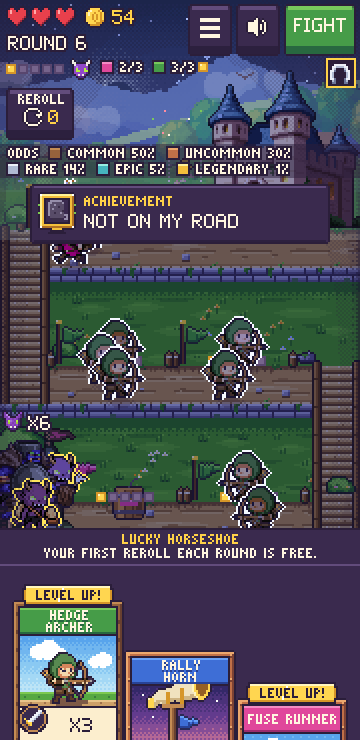 54
FIGHT
ROUND 6
2/3
3/3
REROLL
0
ODDS COMMON 50% UNCOMMON 30%
RARE 14% EPIC 5% LEGENDARY 1%
ACHIEVEMENT
NOT ON MY ROAD
X6
LUCKY HORSESHOE
YOUR FIRST REROLL EACH ROUND IS FREE.
LEVEL UP!
HEDGE
ARCHER
X3
RALLY
HORN
LEVEL UP!
FUSE RUNNER